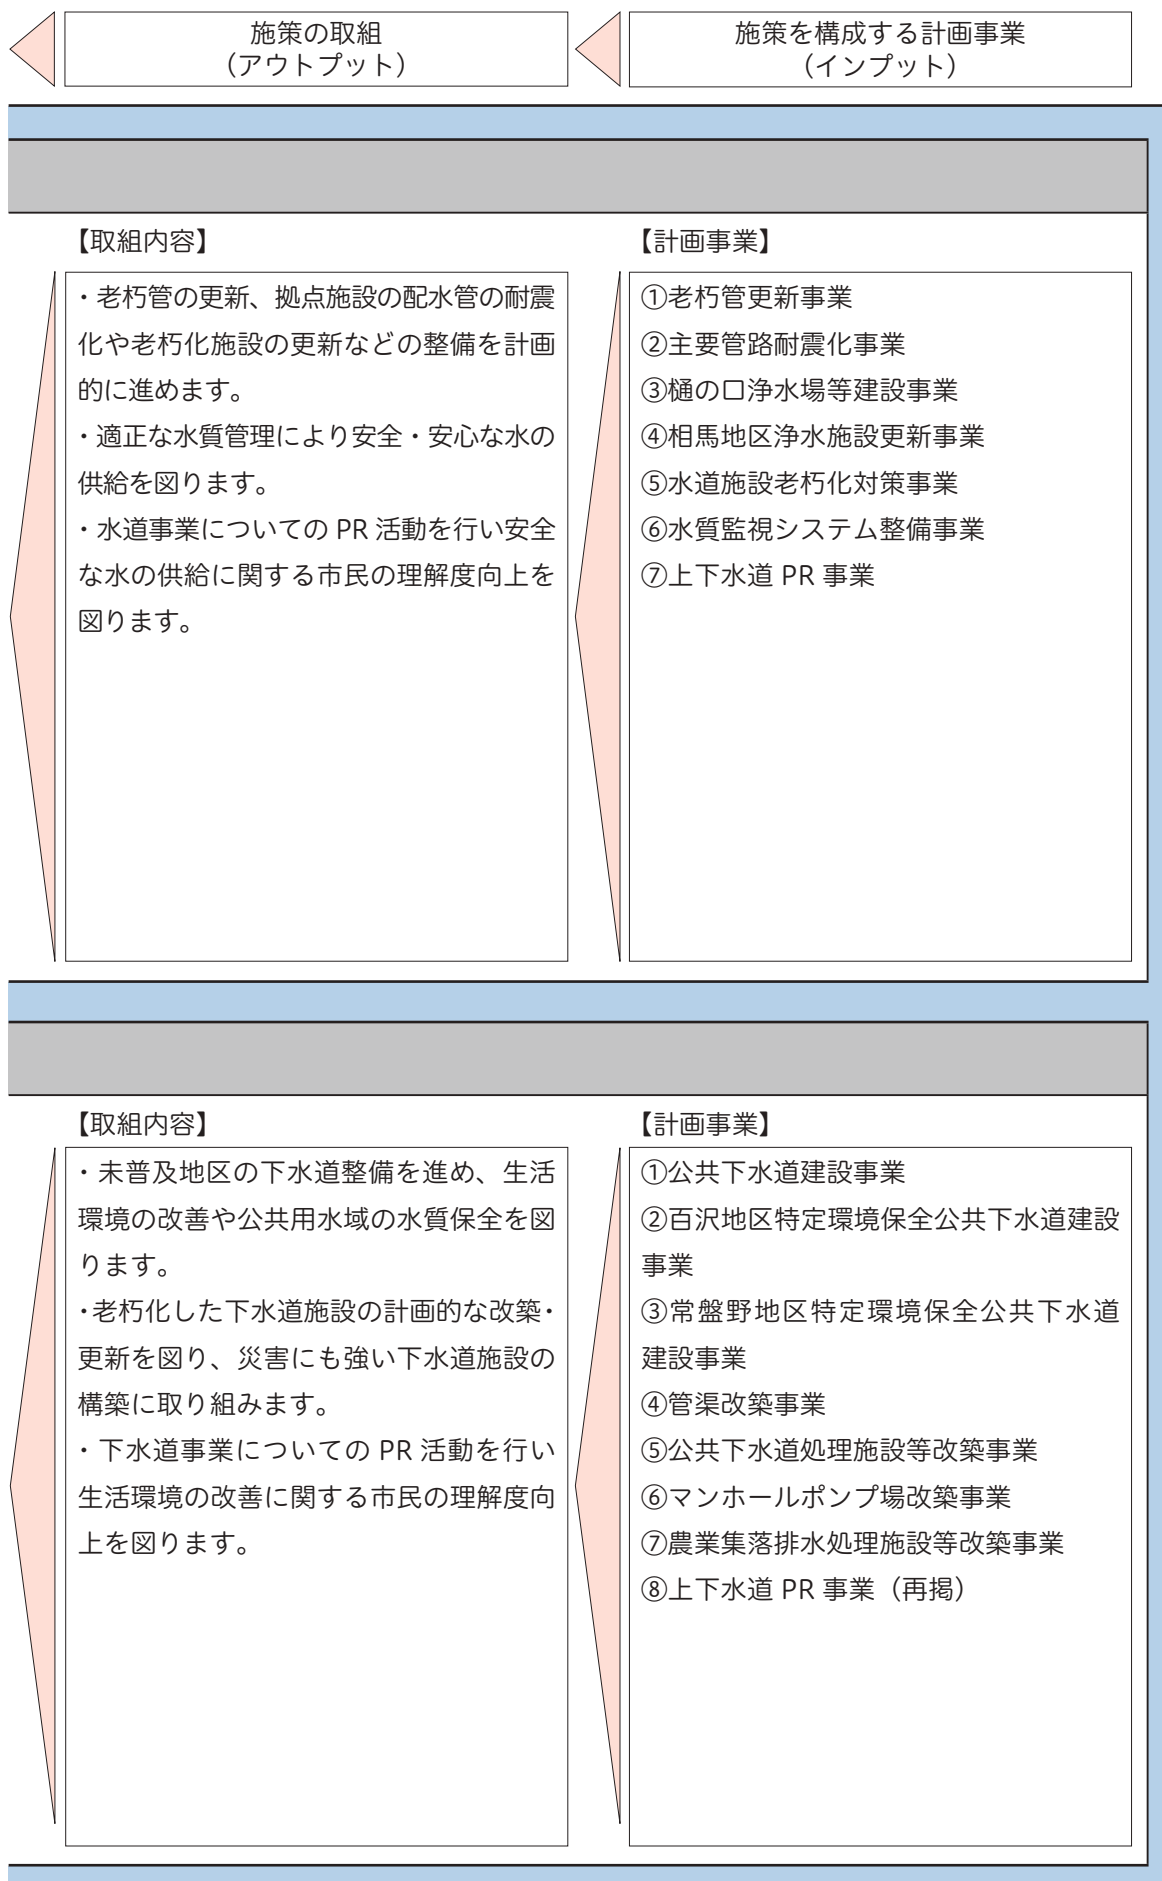 施策の取組
（アウトプット）
施策を構成する計画事業
（インプット）
【取組内容】
・老朽管の更新、拠点施設の配水管の耐震
化や老朽化施設の更新などの整備を計画
的に進めます。
・適正な水質管理により安全・安心な水の
供給を図ります。
・水道事業についての PR 活動を行い安全
な水の供給に関する市民の理解度向上を
図ります。
【計画事業】
①老朽管更新事業
②主要管路耐震化事業
③樋の口浄水場等建設事業
④相馬地区浄水施設更新事業
⑤水道施設老朽化対策事業
⑥水質監視システム整備事業
⑦上下水道 PR 事業
【取組内容】
・未普及地区の下水道整備を進め、生活
環境の改善や公共用水域の水質保全を図
ります。
・老朽化した下水道施設の計画的な改築・
更新を図り、災害にも強い下水道施設の
構築に取り組みます。
・下水道事業についての PR 活動を行い
生活環境の改善に関する市民の理解度向
上を図ります。
【計画事業】
①公共下水道建設事業
②百沢地区特定環境保全公共下水道建設
事業
③常盤野地区特定環境保全公共下水道
建設事業
④管渠改築事業
⑤公共下水道処理施設等改築事業
⑥マンホールポンプ場改築事業
⑦農業集落排水処理施設等改築事業
⑧上下水道 PR 事業（再掲）